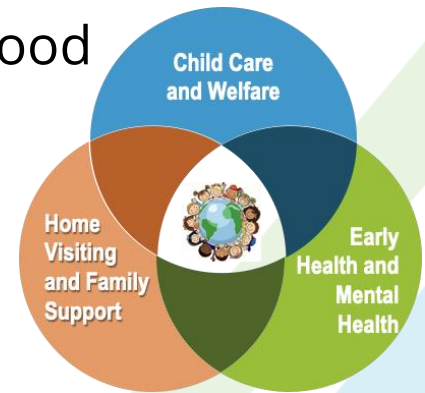 ood
Child Care
and Welfare
Home
Visiting
and Family
Support
Early
Health and
Mental
Health